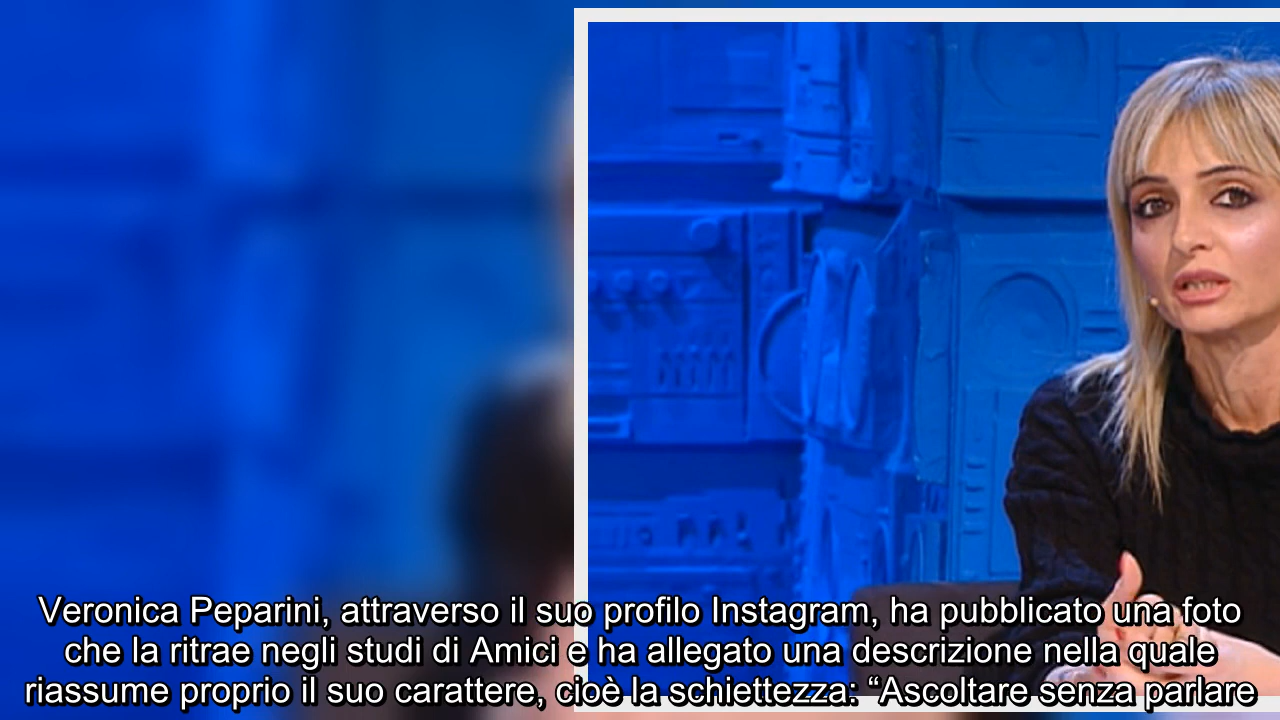 Veronica Peparini, attraverso il suo profilo Instagram, ha pubblicato una foto
che la ritrae negli studi di Amici e ha allegato una descrizione nella quale
riassume proprio il suo carattere, cioè la schiettezza: “Ascoltare senza parlare